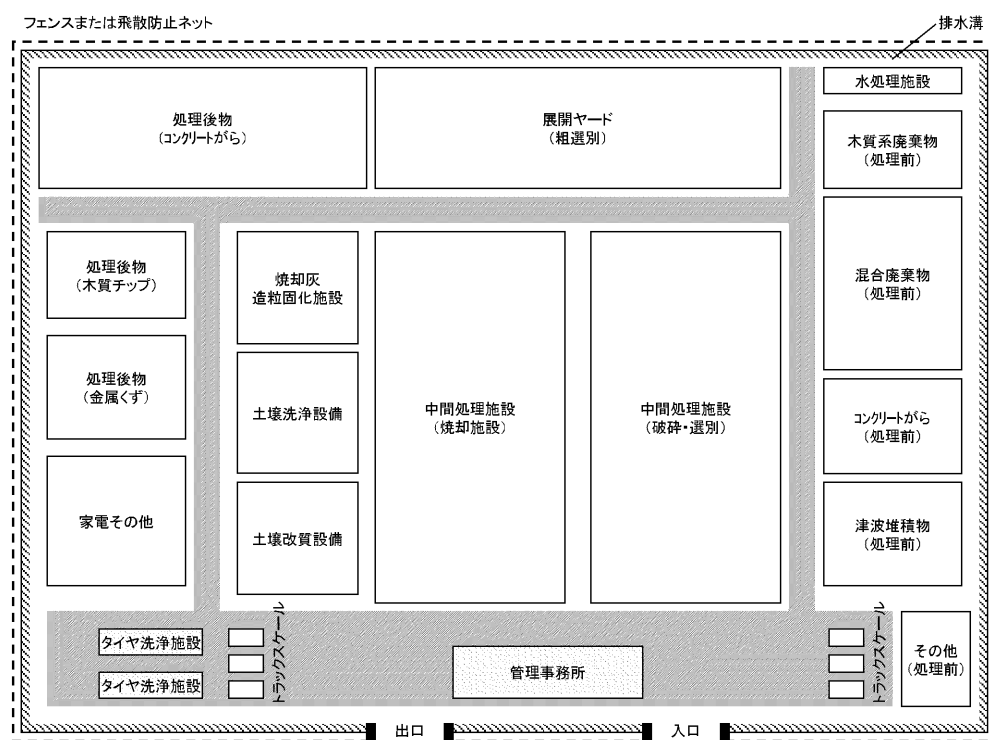 フェンスまたは飛散防止ネット
排水溝
処理後物
(コンクリートがら)
展開ヤード
(粗選別)
水処理施設
木質系廃棄物
(処理前)
処理後物
(木質チップ)
焼却灰
造粒固化施設
混合廃棄物
(処理前)
処理後物
(金属くず)
土壌洗浄設備
中間処理施設
(焼却施設)
中間処理施設
(破砕・選別)
コンクリートがら
(処理前)
家電その他
土壌改質設備
津波堆積物
(処理前)
タイヤ洗浄施設
タイヤ洗浄施設
トラックスケール
管理事務所
トラックスケール
その他
(処理前)
出口
入口